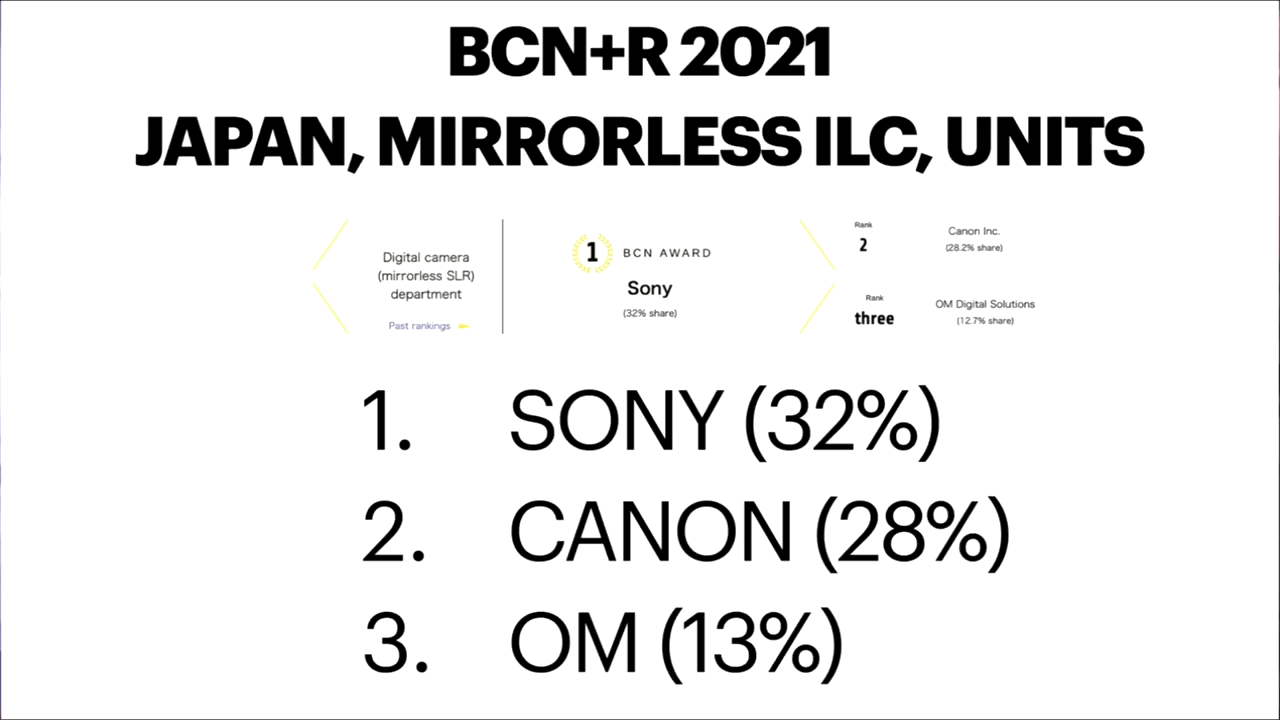 BCN+R 2021
JAPAN, MIRRORLESS ILC, UNITS
Digital camera
(mirrorless SLR)
department
Past rankings
1 BCN AWARD
Sony
(32% share)
Rank
2
Canon Inc.
(28.2% share)
Rank
three
OM Digital Solutions
(12.7% share)
1. SONY (32%)
2. CANON (28%)
3. OM (13%)